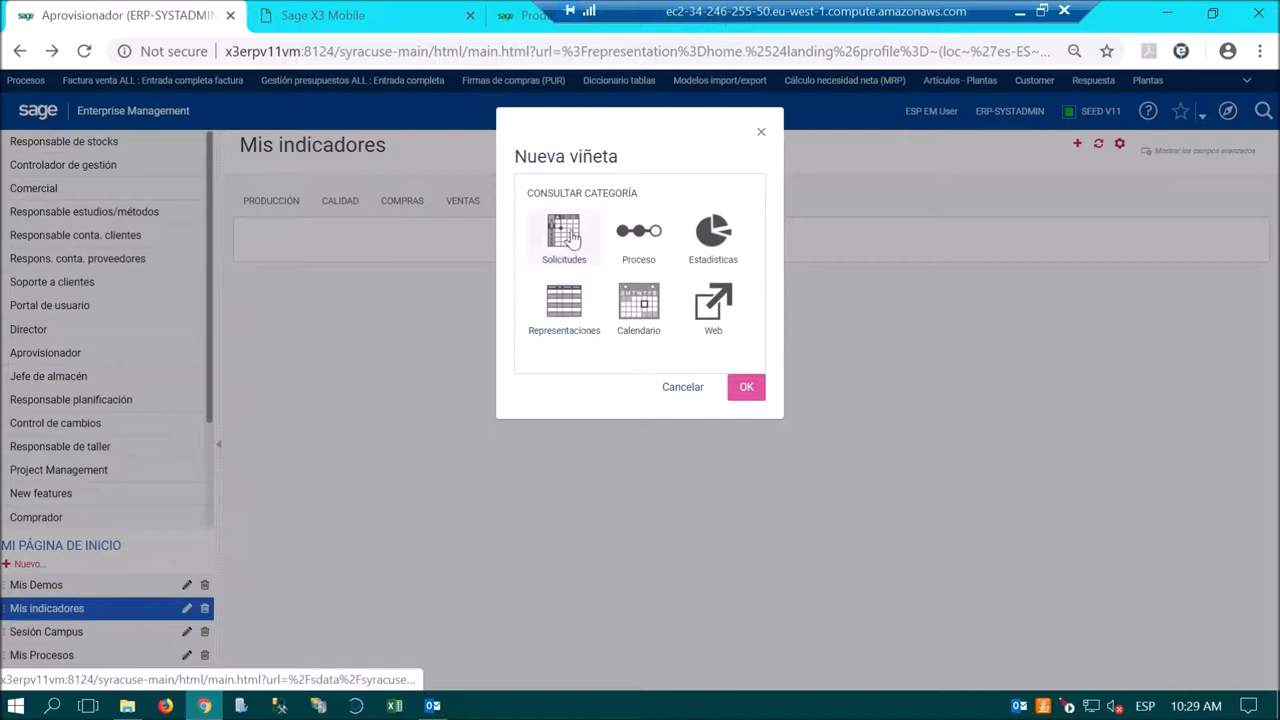 Aprovisionador (ERP-SYSTADMIN
Sage X3 Mobile
ec2-34-246-255-50.eu-west-1.compute.amazonaws.com
Not secure
x3erpv11vm:8124/syracuse-main/html/main.html?url=%3Frepresentation%3Dhome.%2524landing%26profile%3D~(loc~%27es-ES~...
Procesos
Factura venta ALL : Entrada completa factura
Gestión presupuestos ALL : Entrada completa
Firmas de compras (PUR)
Diccionario tablas
Modelos import/export
Cálculo necesidad neta (MRP)
Artículos - Plantas
Customer
Respuesta
Plantas
sage
Enterprise Management
ESP EM User
ERP-SYSTADMIN
SEED V11
Responsable de stocks
Controlador de gestión
Comercial
Responsable estudios/métodos
Responsable conta. clientes
Respons. conta. proveedores
Soporte a clientes
Portal de usuario
Director
Aprovisionador
Jefe de almacén
Responsable planificación
Control de cambios
Responsable de taller
Project Management
New features
Comprador
MI PÁGINA DE INICIO
Nuevo...
Mis Demos
Mis indicadores
Sesión Campus
Mis Procesos
Mis indicadores
Mostrar los campos avanzados
PRODUCCIÓN
CALIDAD
COMPRAS
VENTAS
Nueva viñeta
CONSULTAR CATEGORÍA
Solicitudes
Proceso
Estadísticas
Representaciones
Calendario
Web
Cancelar
OK
x3erpv11vm:8124/syracuse-main/html/main.html?url=%2Fsdata%2Fsyracuse...
ESP
10:29 AM